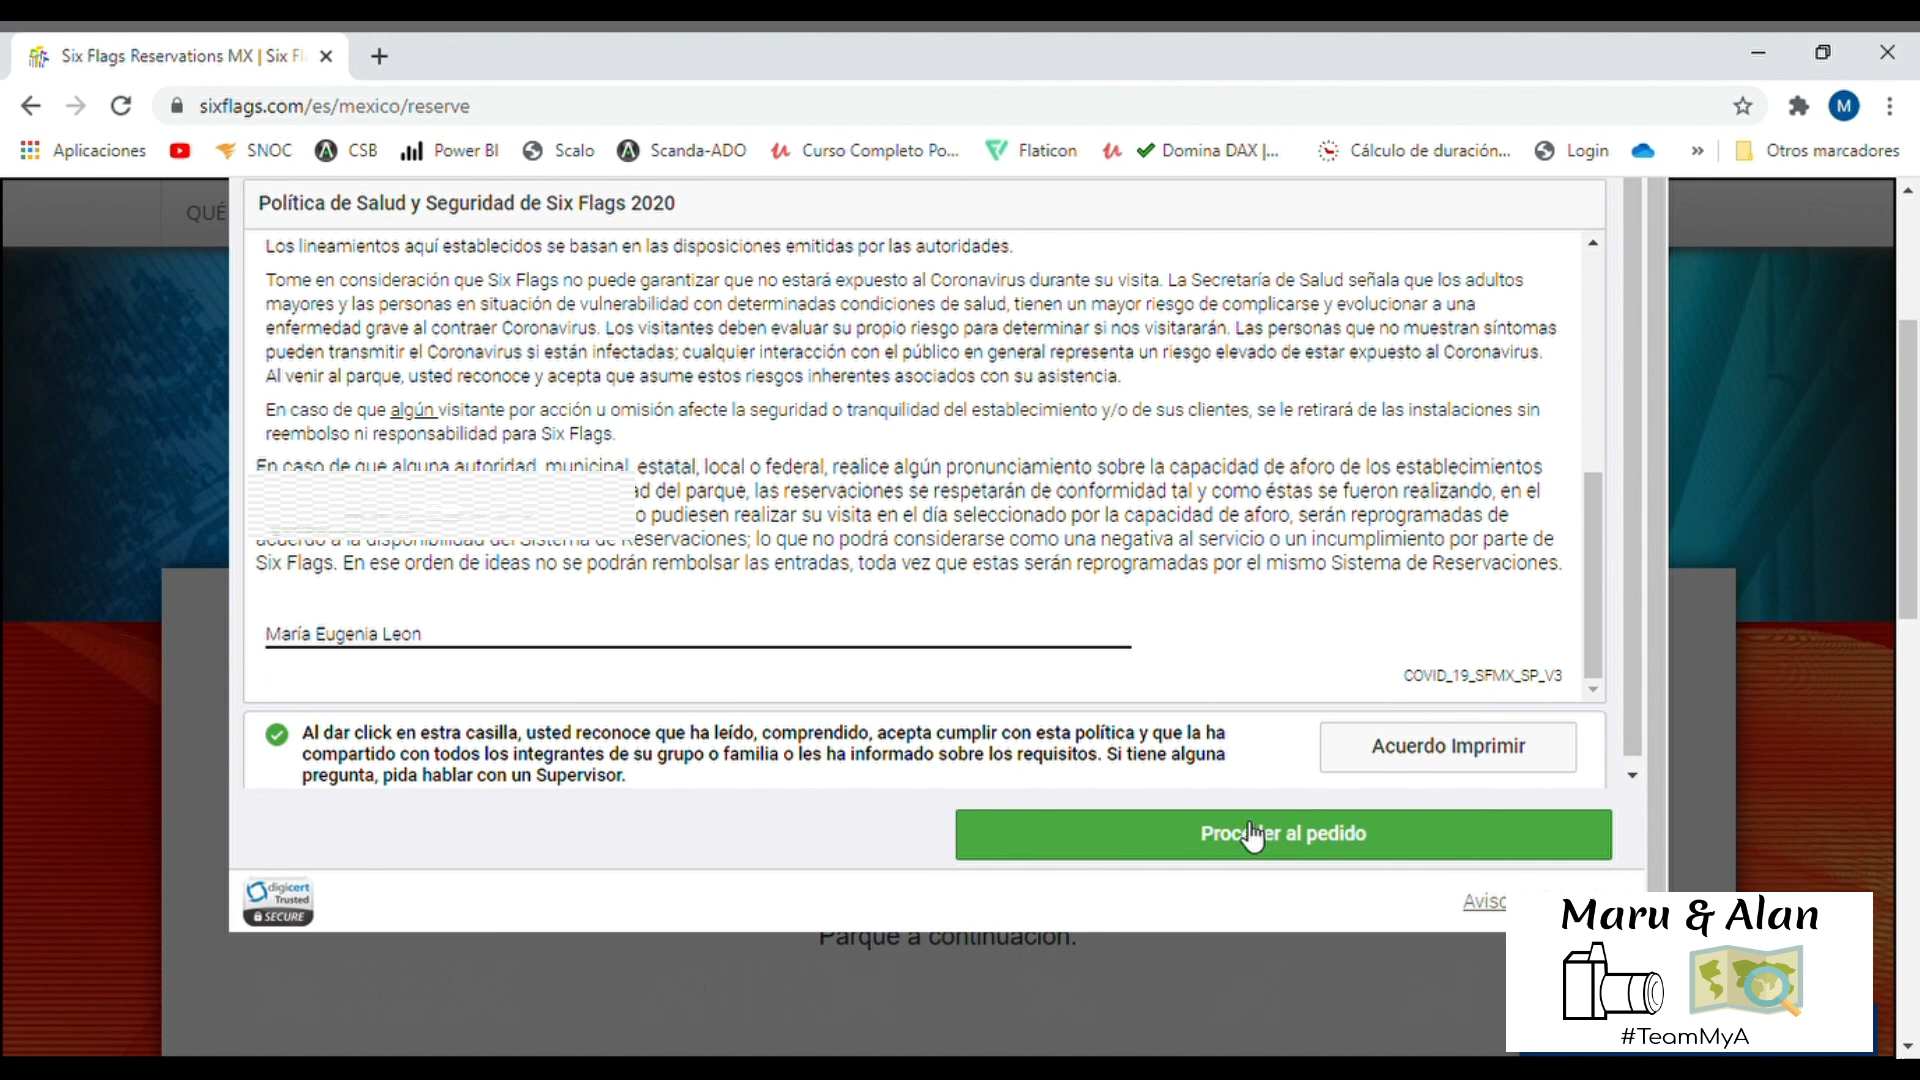 Six Flags Reservations MX | Six Fl
sixflags.com/es/mexico/reserve
M
Aplicaciones
SNOC
CSB
Power BI
Scalo
Scanda-ADO
Curso Completo Po...
Flaticon
Domina DAX |...
Cálculo de duración...
Login
»
Otros marcadores
QUÉ
Política de Salud y Seguridad de Six Flags 2020
Los lineamientos aquí establecidos se basan en las disposiciones emitidas por las autoridades.
Tome en consideración que Six Flags no puede garantizar que no estará expuesto al Coronavirus durante su visita. La Secretaría de Salud señala que los adultos
mayores y las personas en situación de vulnerabilidad con determinadas condiciones de salud, tienen un mayor riesgo de complicarse y evolucionar a una
enfermedad grave al contraer Coronavirus. Los visitantes deben evaluar su propio riesgo para determinar si nos visitararán. Las personas que no muestran síntomas
pueden transmitir el Coronavirus si están infectadas; cualquier interacción con el público en general representa un riesgo elevado de estar expuesto al Coronavirus.
Al venir al parque, usted reconoce y acepta que asume estos riesgos inherentes asociados con su asistencia.
En caso de que algún visitante por acción u omisión afecte la seguridad o tranquilidad del establecimiento y/o de sus clientes, se le retirará de las instalaciones sin
reembolso ni responsabilidad para Six Flags.
En caso de que alguna autoridad, municipal, estatal, local o federal, realice algún pronunciamiento sobre la capacidad de aforo de los establecimientos
del parque, las reservaciones se respetarán de conformidad tal y como éstas se fueron realizando, en el
o pudiesen realizar su visita en el día seleccionado por la capacidad de aforo, serán reprogramadas de
acuerdo a la disponibilidad del Sistema de Reservaciones; lo que no podrá considerarse como una negativa al servicio o un incumplimiento por parte de
Six Flags. En ese orden de ideas no se podrán rembolsar las entradas, toda vez que estas serán reprogramadas por el mismo Sistema de Reservaciones.
María Eugenia Leon
COVID_19_SFMX_SP_V3
Al dar click en estra casilla, usted reconoce que ha leído, comprendido, acepta cumplir con esta política y que la ha
compartido con todos los integrantes de su grupo o familia o les ha informado sobre los requisitos. Si tiene alguna
pregunta, pida hablar con un Supervisor.
Acuerdo Imprimir
Proceder al pedido
digicert
Trusted
SECURE
Aviso
Parque a continuación.
Maru & Alan
#TeamMyA